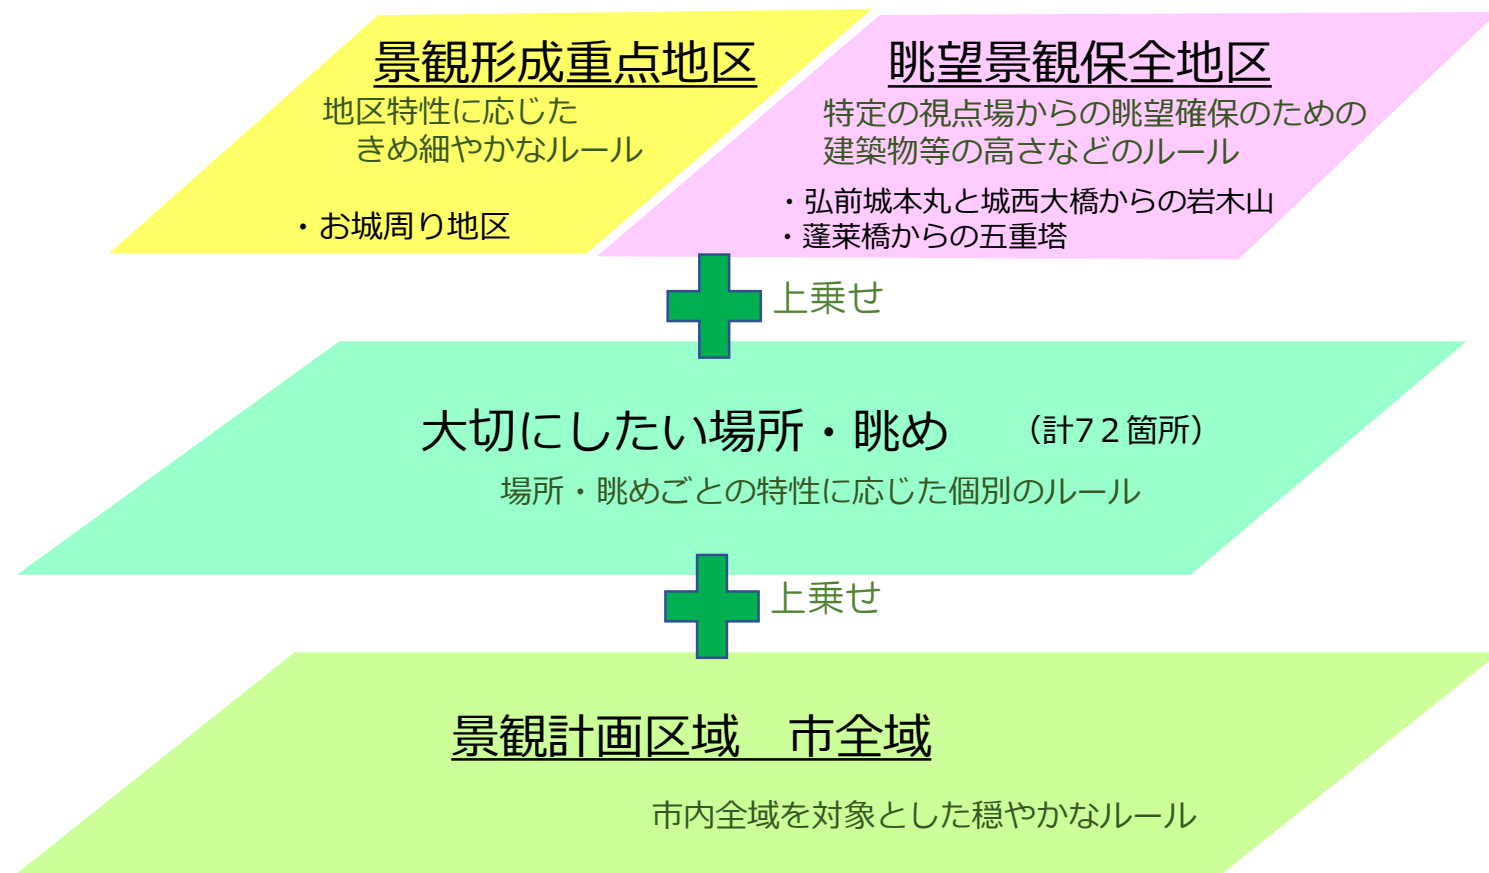 景観形成重点地区
地区特性に応じた
きめ細やかなルール
・お城周り地区
眺望景観保全地区
特定の視点場からの眺望確保のための
建築物等の高さなどのルール
・弘前城本丸と城西大橋からの岩木山
・蓬莱橋からの五重塔
上乗せ
大切にしたい場所・眺め　（計7２箇所）
場所・眺めごとの特性に応じた個別のルール
上乗せ
景観計画区域　市全域
市内全域を対象とした穏やかなルール